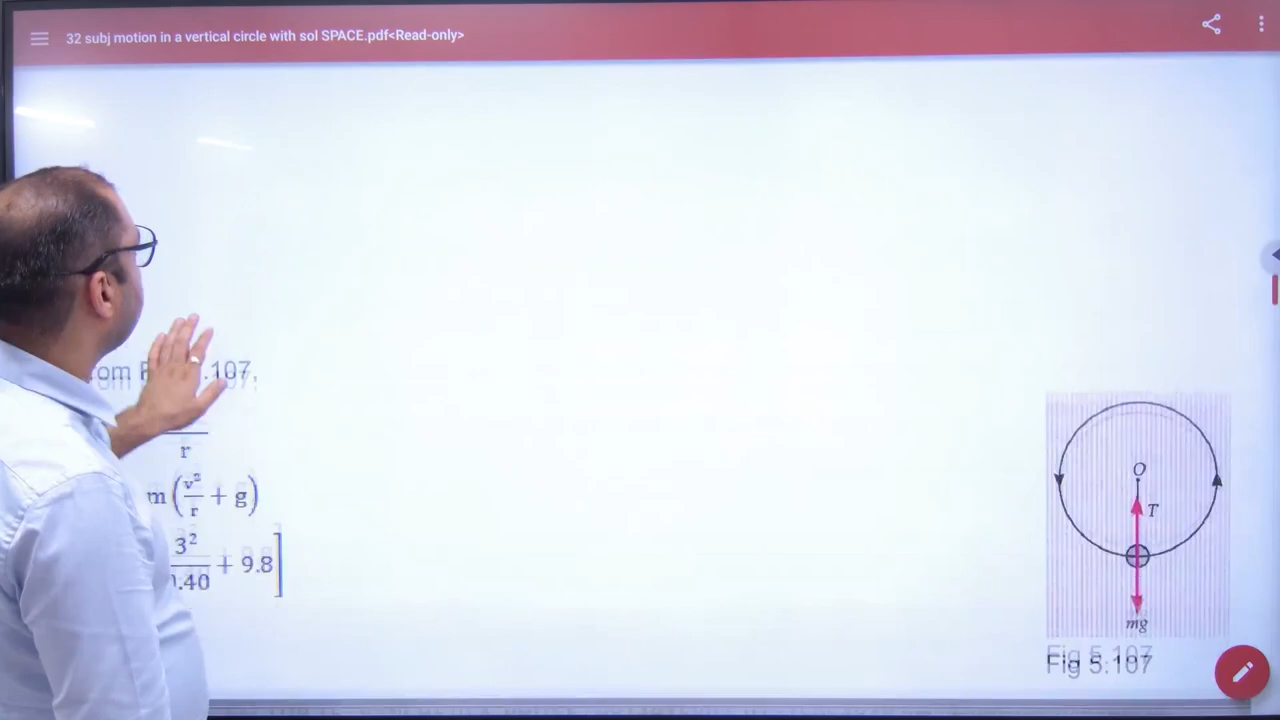 32 subj motion in a vertical circle with sol SPACE.pdf<Read-only>
.107,
r
m(v²/r + g)
3²/.40 + 9.8]
O
T
mg
Fig 5.107